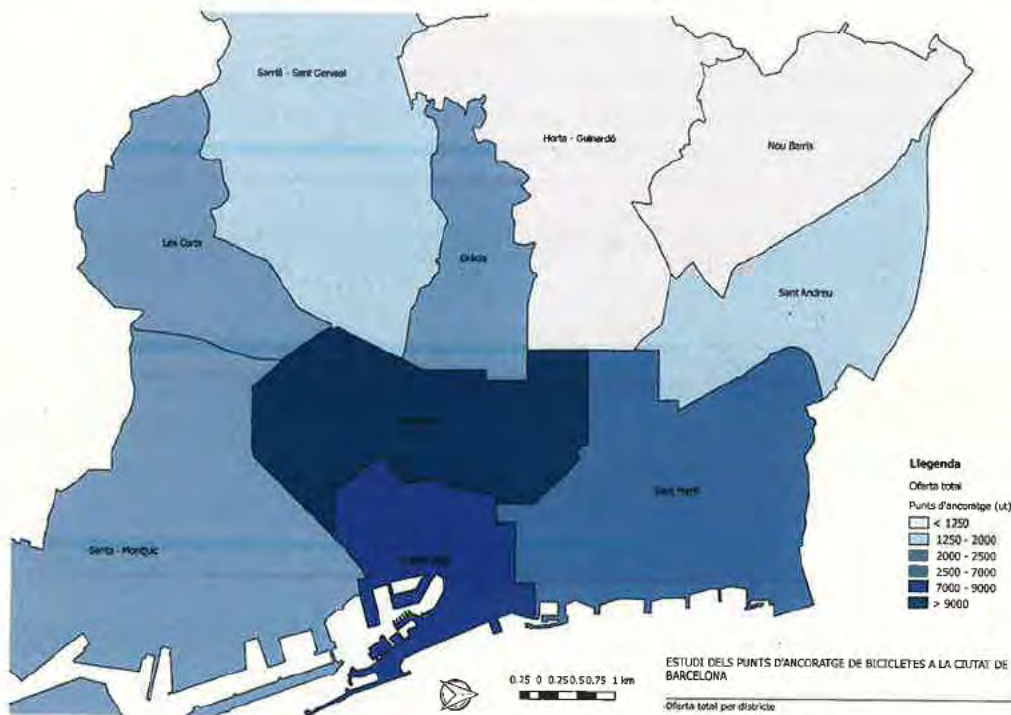 Sarrià - Sant Gervasi
Horta - Guinardó
Nou Barris
Les Corts
Gràcia
Sant Andreu
Sant Martí
Sants - Montjuïc
Llegenda
Oferta total
Punts d'ancoratge (ut)
< 1250
1250 - 2000
2000 - 2500
2500 - 7000
7000 - 9000
> 9000
0.25 0 0.25 0.5 0.75 1 km
ESTUDI DELS PUNTS D'ANCORATGE DE BICICLETES A LA CIUTAT DE
BARCELONA
Oferta total per districte